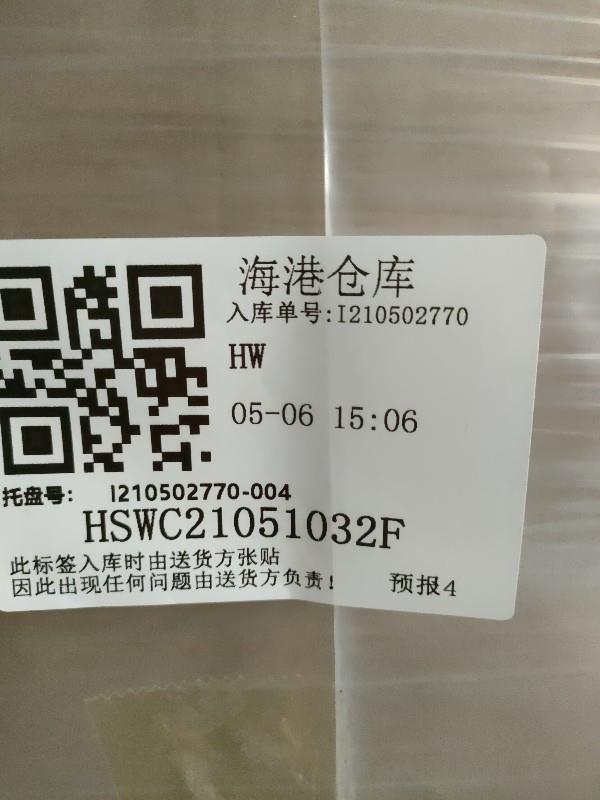 海港仓库
入库单号:I210502770
HW
05-06 15:06
托盘号: I210502770-004
HSWC21051032F
此标签入库时由送货方张贴
因此出现任何问题由送货方负责! 预报4